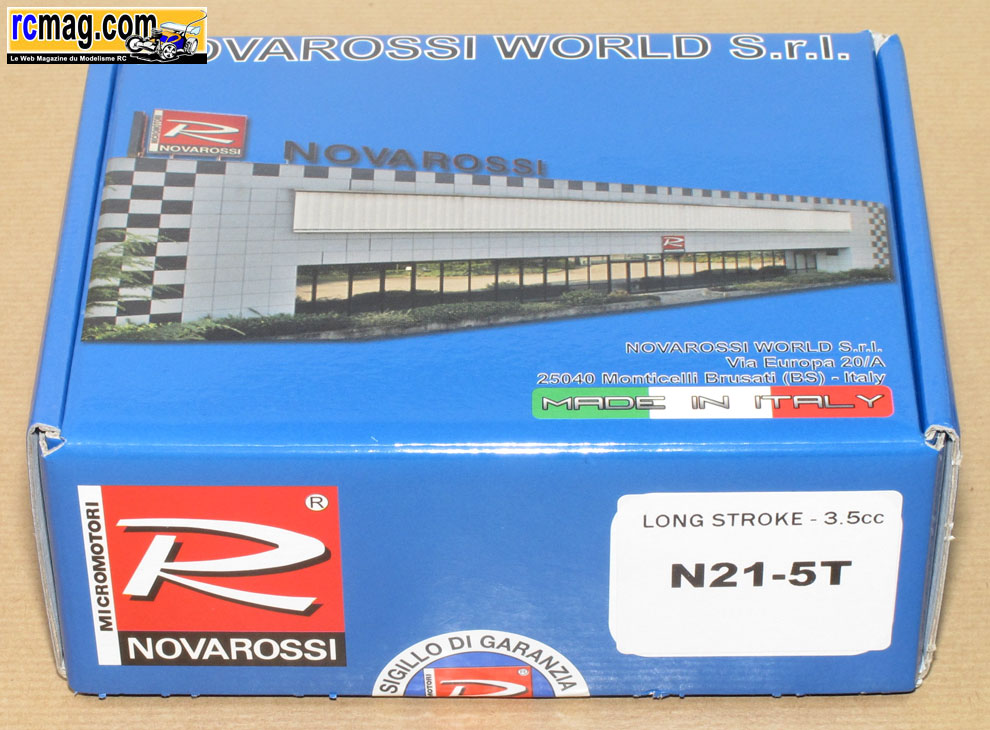 rcmag.com
Le Web Magazine du Modelisme RC
NOVAROSSI WORLD S.r.l.
R
NOVAROSSI
NOVAROSSI
R
NOVAROSSI WORLD S.r.l.
Via Europa 20/A
25040 Monticelli Brusati (BS) - Italy
MADE IN ITALY
MICROMOTORI
R
®
NOVAROSSI
LONG STROKE - 3.5cc
N21-5T
SIGILLO DI GARANZIA
MICROMOTORI
R